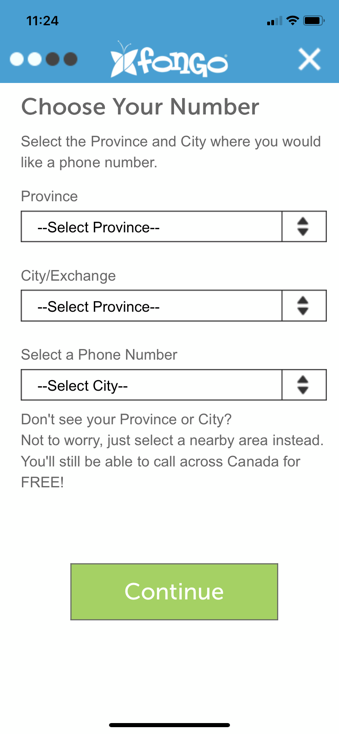 11:24
fongo
Choose Your Number
Select the Province and City where you would
like a phone number.
Province
--Select Province--
City/Exchange
--Select Province--
Select a Phone Number
--Select City--
Don't see your Province or City?
Not to worry, just select a nearby area instead.
You'll still be able to call across Canada for
FREE!
Continue